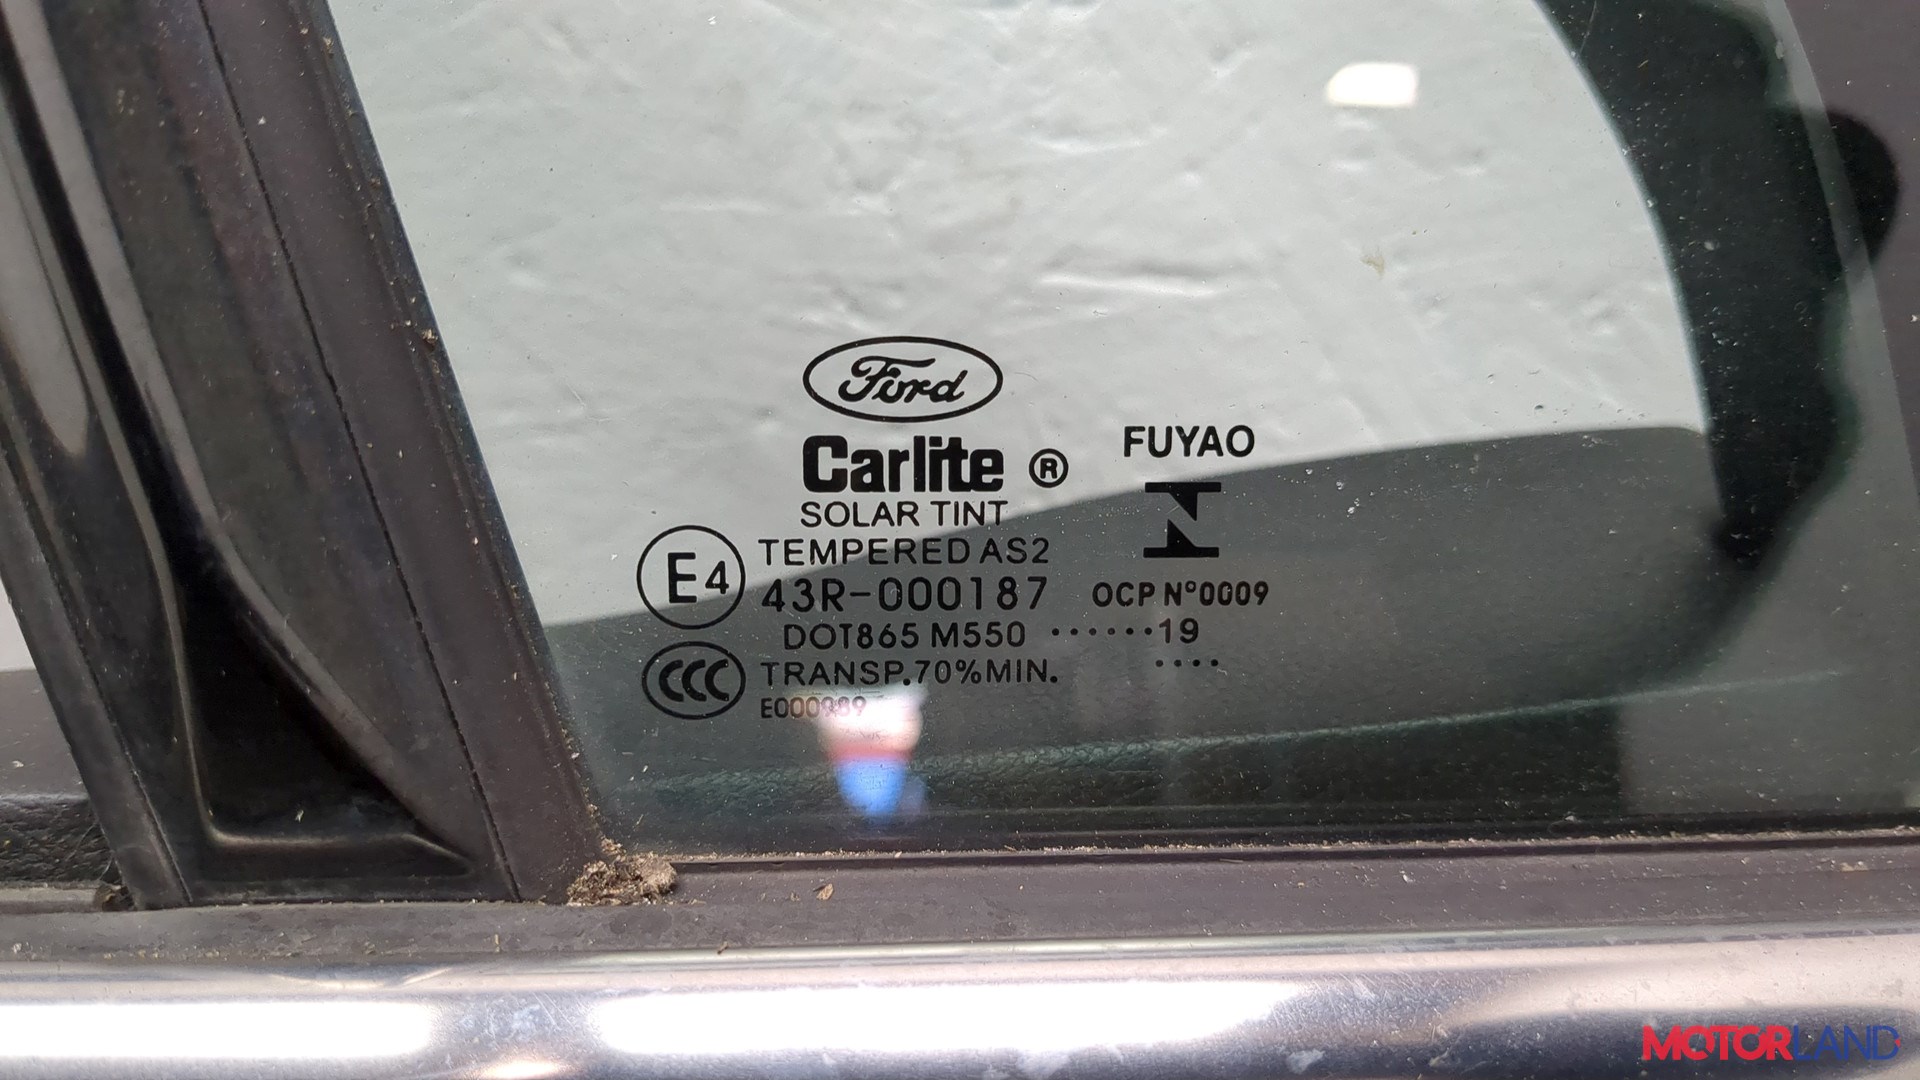 Ford
Carlite ®
SOLAR TINT
TEMPERED AS2
E4
43R-000187
DOT865 M550 ······19
CCC
TRANSP.70%MIN.
····
FUYAO
OCP Nº0009
MOTORLAND